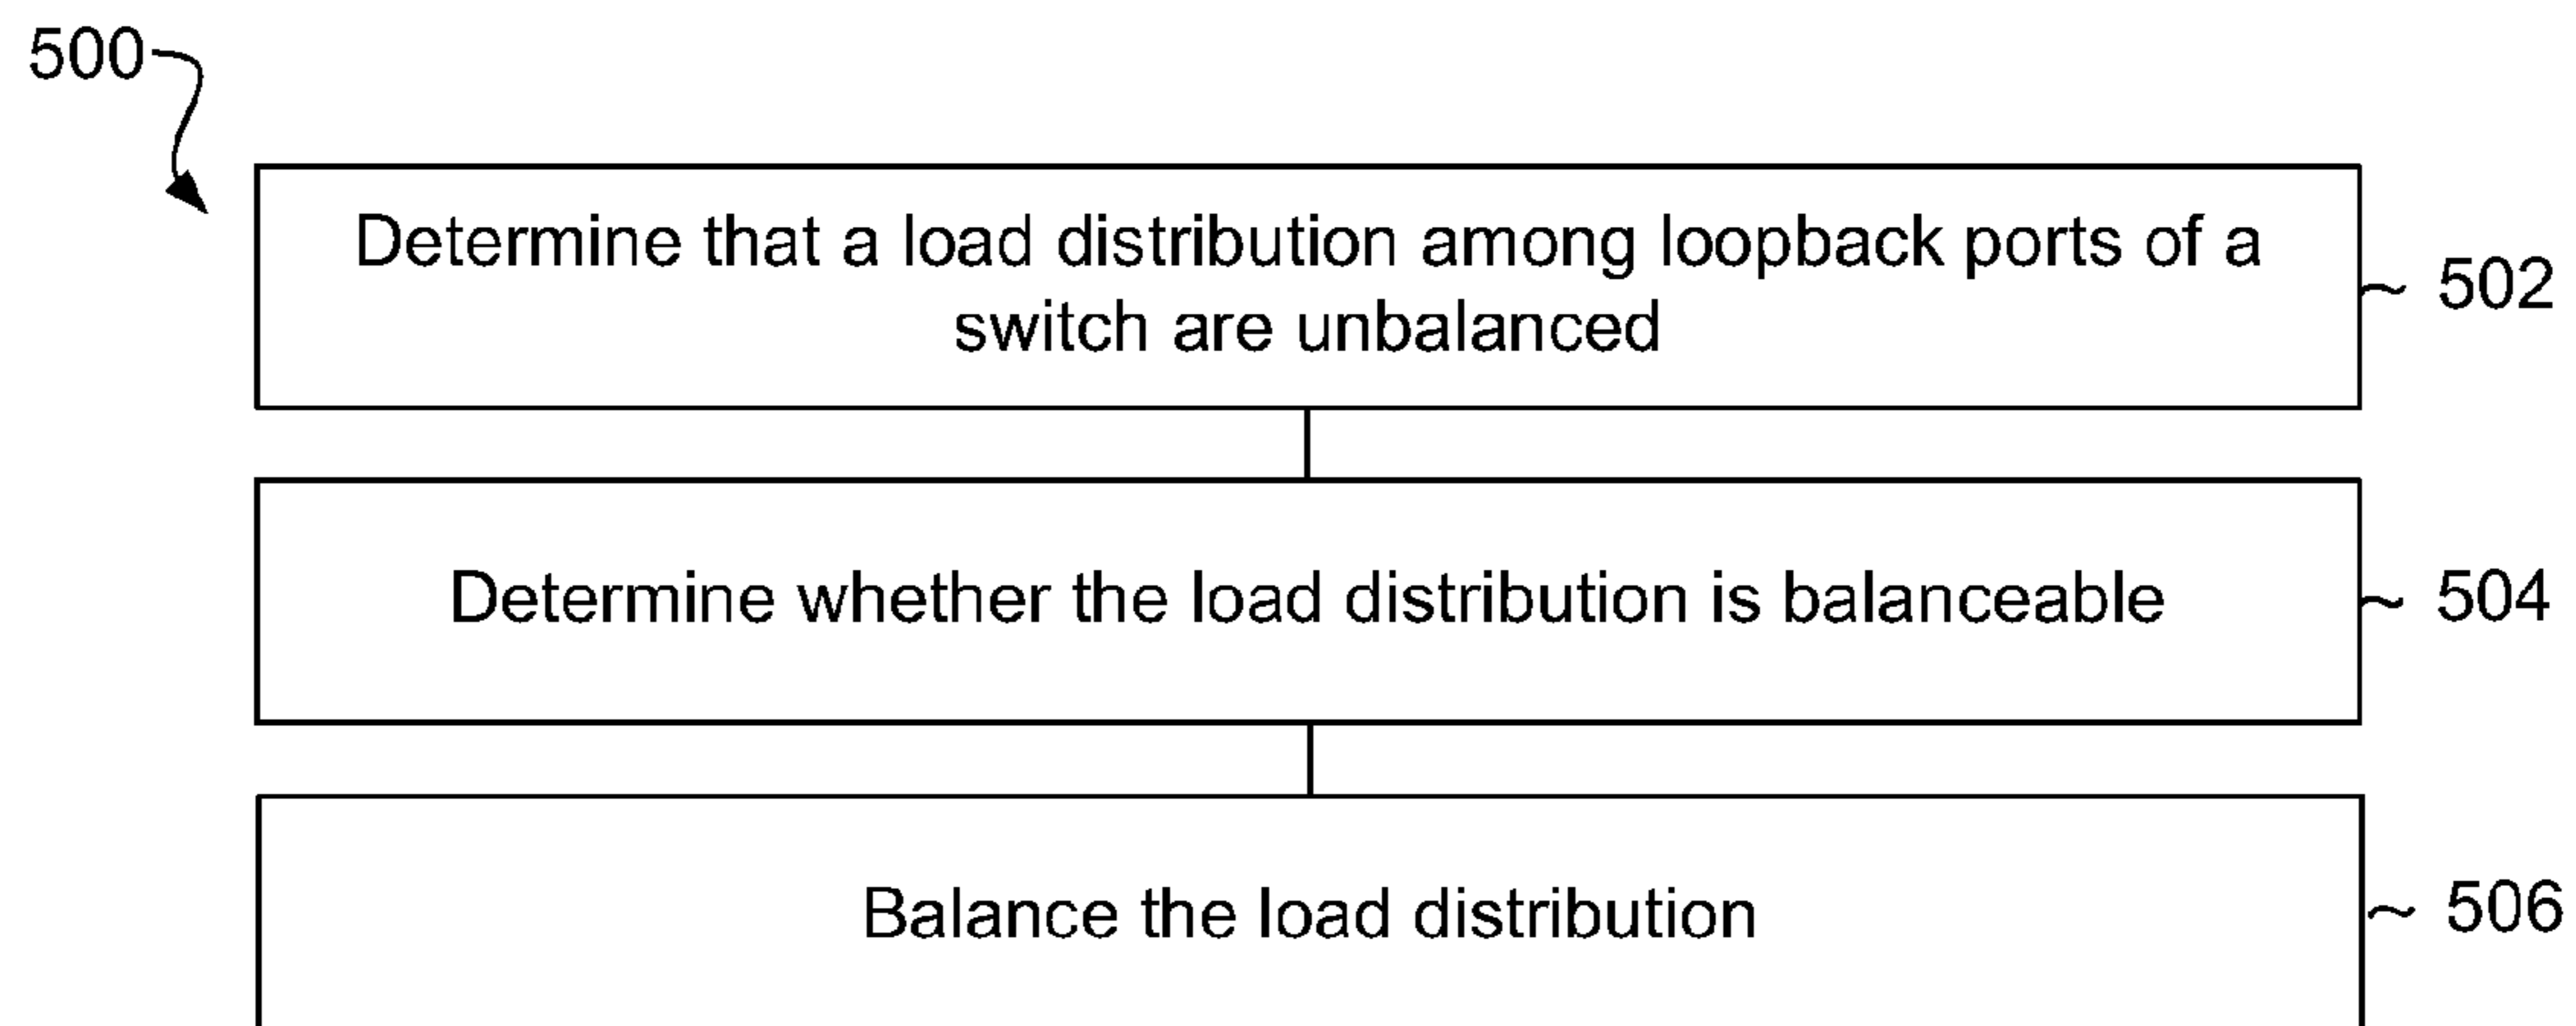 500
Determine that a load distribution among loopback ports of a
switch are unbalanced
502
Determine whether the load distribution is balanceable
504
Balance the load distribution
506